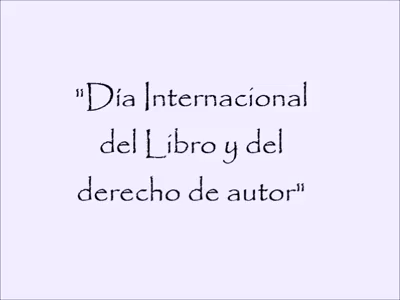 "Día Internacional
del Libro y del
derecho de autor"